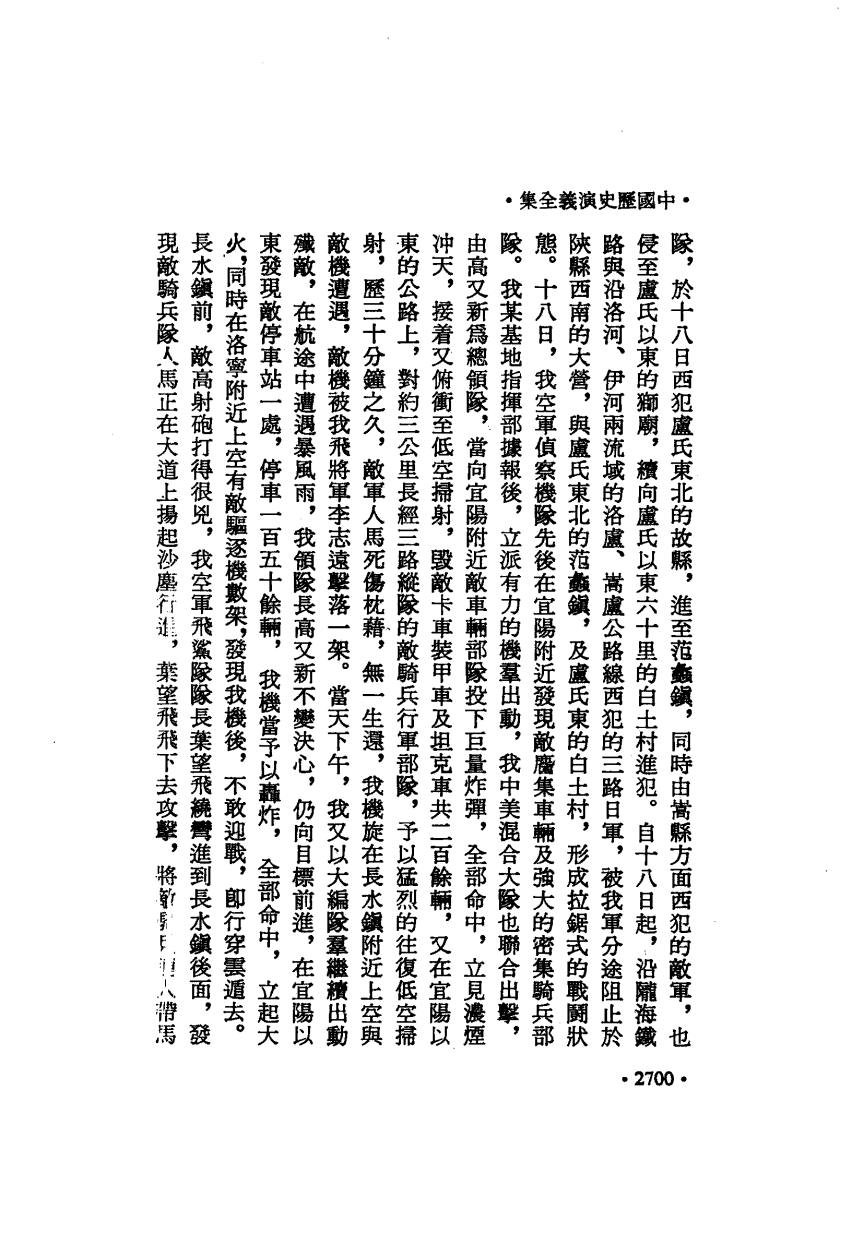 •中國歷史演義全集•
隊，於十八日西犯盧氏東北的故縣，進至范蠡鎭，同時由嵩縣方面西犯的敵軍，也
侵至盧氏以東的獅廟，續向盧氏以東六十里的白土村進犯。自十八日起，沿隴海鐵
路與沿洛河、伊河兩流域的洛盧、嵩盧公路線西犯的三路日軍，被我軍分途阻止於
陝縣西南的大營，與盧氏東北的范蠡鎭，及盧氏東的白土村，形成拉鋸式的戰鬪狀
態。十八日，我空軍偵察機隊先後在宜陽附近發現敵麕集車輛及強大的密集騎兵部
隊。我某基地指揮部據報後，立派有力的機羣出動，我中美混合大隊也聯合出擊，
由高又新爲總領隊，當向宜陽附近敵車輛部隊投下巨量炸彈，全部命中，立見濃煙
冲天，接着又俯衝至低空掃射，毀敵卡車裝甲車及坦克車共二百餘輛，又在宜陽以
東的公路上，對約三公里長經三路縱隊的敵騎兵行軍部隊，予以猛烈的往復低空掃
射，歷三十分鐘之久，敵軍人馬死傷枕藉，無一生還，我機旋在長水鎭附近上空與
敵機遭遇，敵機被我飛將軍李志遠擊落一架。當天下午，我又以大編隊羣繼續出動
殲敵，在航途中遭遇暴風雨，我領隊長高又新不變決心，仍向目標前進，在宜陽以
東發現敵停車站一處，停車一百五十餘輛，我機當予以轟炸，全部命中，立起大
火，同時在洛寧附近上空有敵驅逐機數架，發現我機後，不敢迎戰，卽行穿雲遁去。
長水鎭前，敵高射砲打得很兇，我空軍飛鯊隊隊長葉望飛繞彎進到長水鎭後面，發
現敵騎兵隊人馬正在大道上揚起沙塵行進，葉望飛飛下去攻擊，將敵人帶馬
•2700•